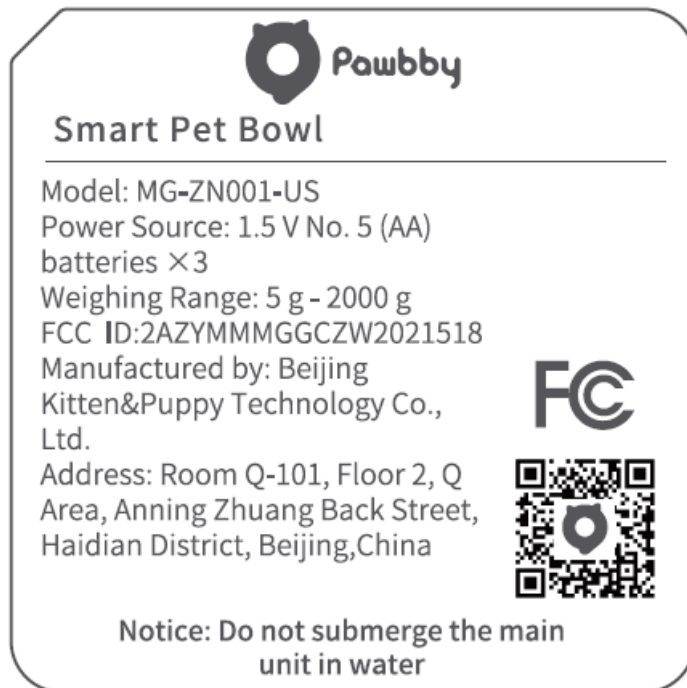 Pawbby
Smart Pet Bowl
Model: MG-ZN001-US
Power Source: 1.5 V No. 5 (AA)
batteries ×3
Weighing Range: 5 g - 2000 g
FCC ID:2AZYMMMGGCZW2021518
Manufactured by: Beijing
Kitten&Puppy Technology Co.,
Ltd.
Address: Room Q-101, Floor 2, Q
Area, Anning Zhuang Back Street,
Haidian District, Beijing,China
FC
Notice: Do not submerge the main
unit in water